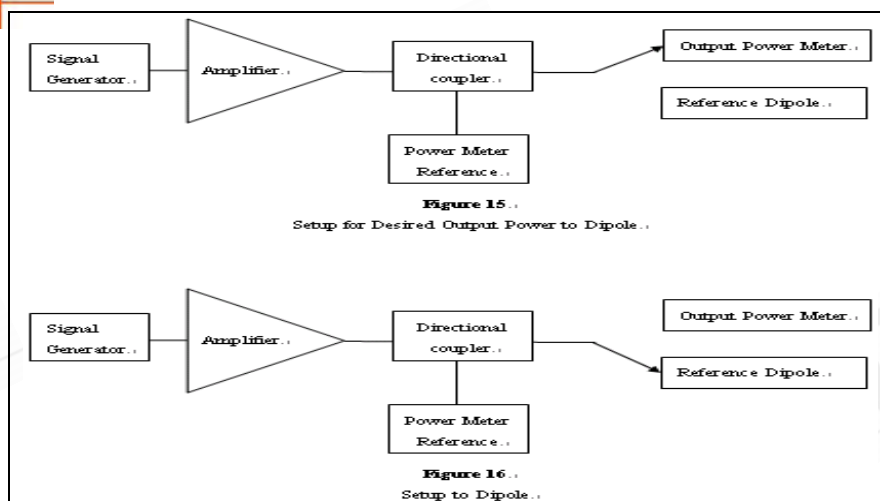 Signal
Generator..
Amplifier..
Directional
coupler..
Output Power Meter..
Reference Dipole..
Power Meter
Reference..
Figure 15..
Setup for Desired Output Power to Dipole..
Signal
Generator..
Amplifier..
Directional
coupler..
Output Power Meter..
Reference Dipole..
Power Meter
Reference..
Figure 16..
Setup to Dipole..